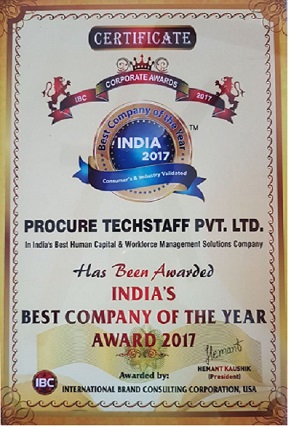 CERTIFICATE
CORPORATE AWARDS
IBC
2017
Best Company of the Year
TM
INDIA
2017
Consumer's & Industry Validated
PROCURE TECHSTAFF PVT. LTD.
In India's Best Human Capital & Workforce Management Solutions Company
Has Been Awarded
INDIA'S
BEST COMPANY OF THE YEAR
AWARD 2017
Hemant
HEMANT KAUSHIK
(President)
Awarded by:
IBC
INTERNATIONAL BRAND CONSULTING CORPORATION, USA